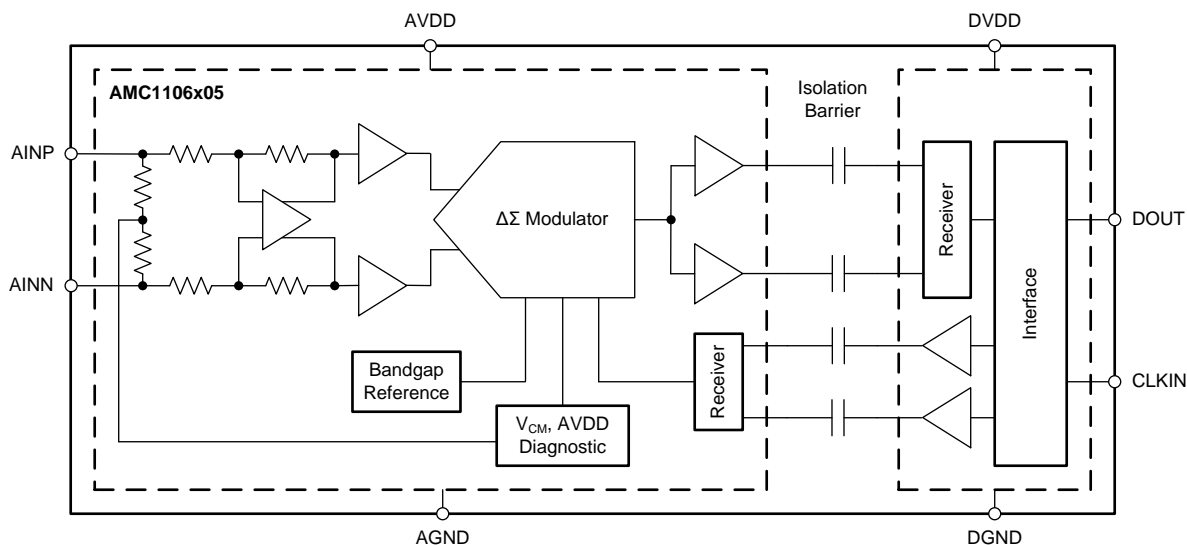 AVDD
DVDD
AMC1106x05
Isolation
Barrier
AINP
AINN
ΔΣ Modulator
Receiver
Interface
DOUT
CLKIN
Bandgap
Reference
Receiver
VCM, AVDD
Diagnostic
AGND
DGND